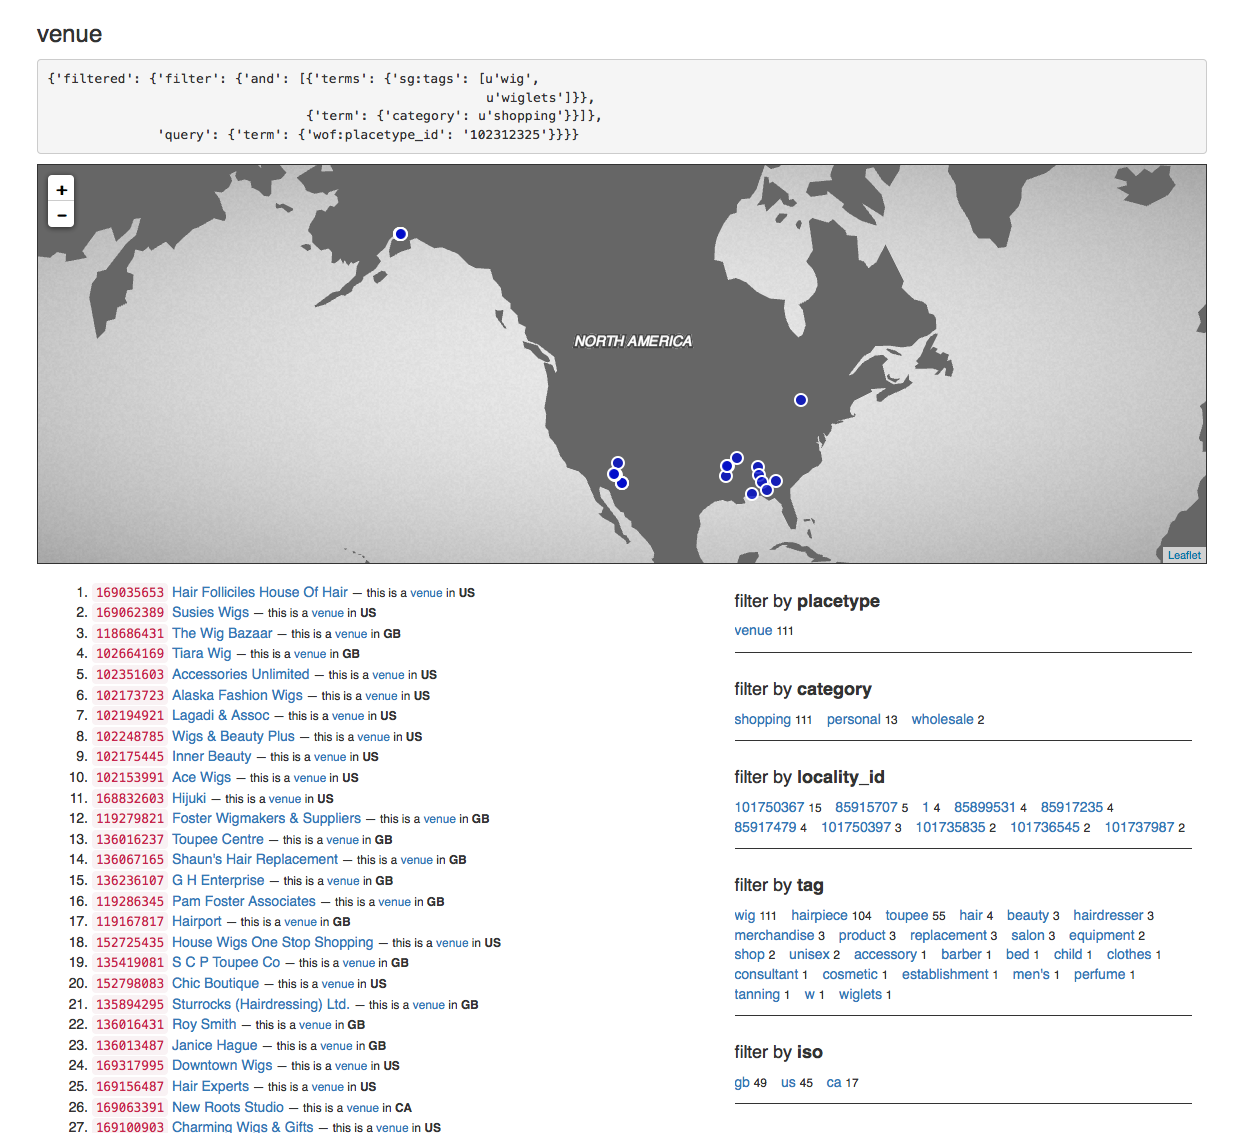 venue
{'filtered': {'filter': {'and': [{'terms': {'sg:tags': [u'wig',
u'wiglets']}},
{'term': {'category': u'shopping'}}]},
'query': {'term': {'wof:placetype_id': '102312325'}}}}
+
−
NORTH AMERICA
Leaflet
1. 169035653 Hair Folliciles House Of Hair — this is a venue in US
2. 169062389 Susies Wigs — this is a venue in US
3. 118686431 The Wig Bazaar — this is a venue in GB
4. 102664169 Tiara Wig — this is a venue in GB
5. 102351603 Accessories Unlimited — this is a venue in US
6. 102173723 Alaska Fashion Wigs — this is a venue in US
7. 102194921 Lagadi & Assoc — this is a venue in US
8. 102248785 Wigs & Beauty Plus — this is a venue in US
9. 102175445 Inner Beauty — this is a venue in US
10. 102153991 Ace Wigs — this is a venue in US
11. 168832603 Hijuki — this is a venue in US
12. 119279821 Foster Wigmakers & Suppliers — this is a venue in GB
13. 136016237 Toupee Centre — this is a venue in GB
14. 136067165 Shaun's Hair Replacement — this is a venue in GB
15. 136236107 G H Enterprise — this is a venue in GB
16. 119286345 Pam Foster Associates — this is a venue in GB
17. 119167817 Hairport — this is a venue in GB
18. 152725435 House Wigs One Stop Shopping — this is a venue in US
19. 135419081 S C P Toupee Co — this is a venue in GB
20. 152798083 Chic Boutique — this is a venue in US
21. 135894295 Sturrocks (Hairdressing) Ltd. — this is a venue in GB
22. 136016431 Roy Smith — this is a venue in GB
23. 136013487 Janice Hague — this is a venue in GB
24. 169317995 Downtown Wigs — this is a venue in US
25. 169156487 Hair Experts — this is a venue in US
26. 169063391 New Roots Studio — this is a venue in CA
27. 169100903 Charming Wigs & Gifts — this is a venue in US
filter by placetype
venue 111
filter by category
shopping 111 personal 13 wholesale 2
filter by locality_id
101750367 15 85915707 5 1 4 85899531 4 85917235 4
85917479 4 101750397 3 101735835 2 101736545 2 101737987 2
filter by tag
wig 111 hairpiece 104 toupee 55 hair 4 beauty 3 hairdresser 3
merchandise 3 product 3 replacement 3 salon 3 equipment 2
shop 2 unisex 2 accessory 1 barber 1 bed 1 child 1 clothes 1
consultant 1 cosmetic 1 establishment 1 men's 1 perfume 1
tanning 1 w 1 wiglets 1
filter by iso
gb 49 us 45 ca 17